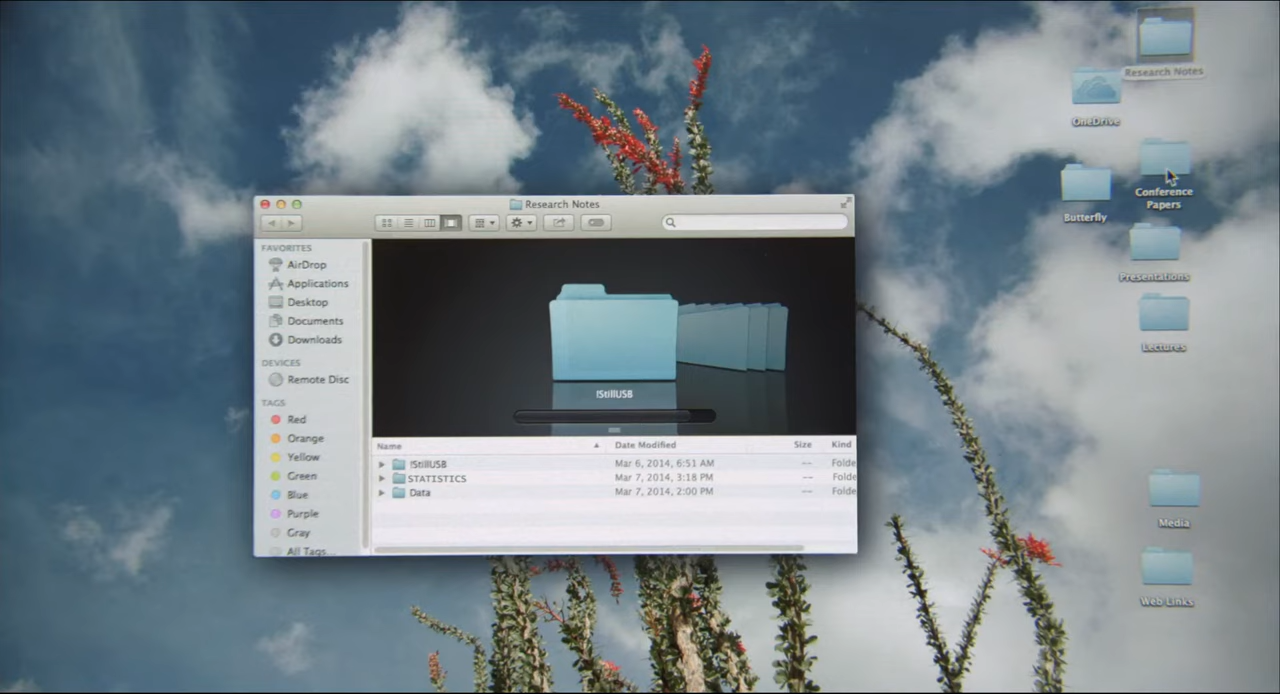 Research Notes
OneDrive
Conference
Papers
Butterfly
Presentations
Lectures
Media
Web Links
Research Notes
FAVORITES
AirDrop
Applications
Desktop
Documents
Downloads
DEVICES
Remote Disc
TAGS
Red
Orange
Yellow
Green
Blue
Purple
Gray
All Tags...
!StillUSB
Name Date Modified Size Kind
!StillUSB Mar 6, 2014, 6:51 AM -- Folde
STATISTICS Mar 7, 2014, 3:18 PM -- Folde
Data Mar 7, 2014, 2:00 PM -- Folde